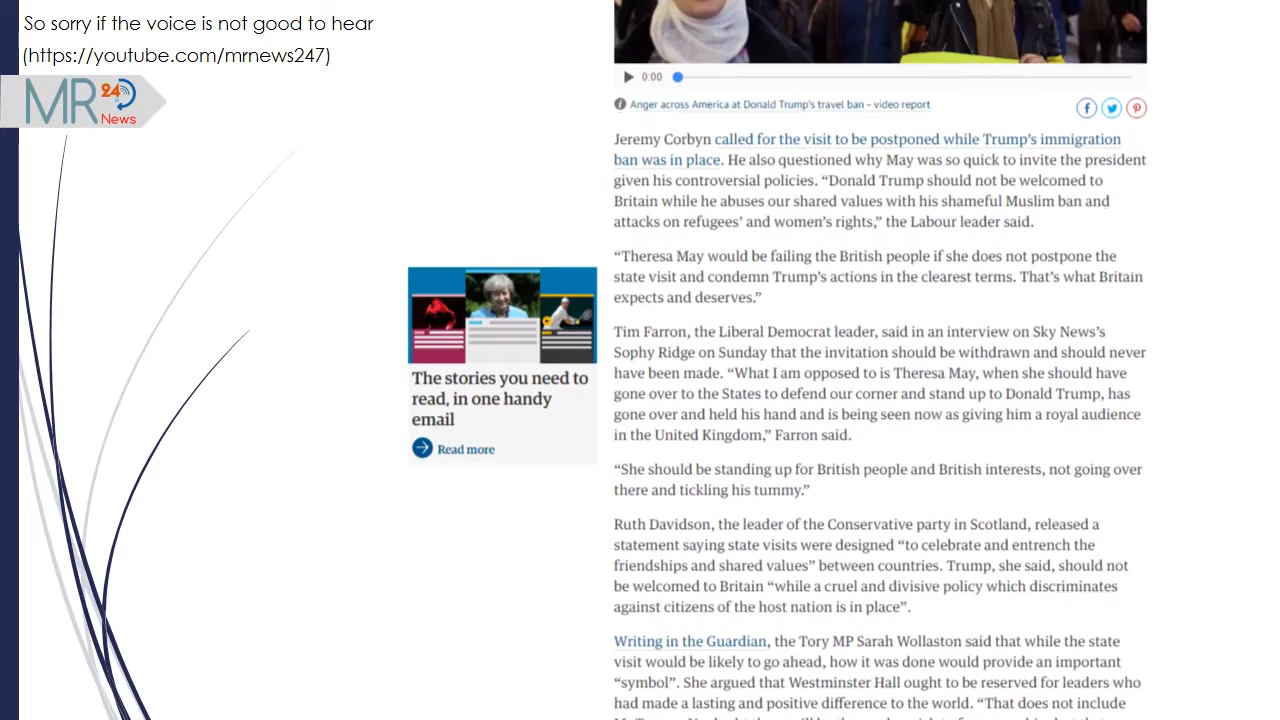 So sorry if the voice is not good to hear
(https://youtube.com/mrnews247)
MR 24
News
0:00
Anger across America at Donald Trump's travel ban – video report
Jeremy Corbyn called for the visit to be postponed while Trump's immigration
ban was in place. He also questioned why May was so quick to invite the president
given his controversial policies. “Donald Trump should not be welcomed to
Britain while he abuses our shared values with his shameful Muslim ban and
attacks on refugees’ and women’s rights,” the Labour leader said.
“Theresa May would be failing the British people if she does not postpone the
state visit and condemn Trump’s actions in the clearest terms. That’s what Britain
expects and deserves.”
Tim Farron, the Liberal Democrat leader, said in an interview on Sky News’s
Sophy Ridge on Sunday that the invitation should be withdrawn and should never
have been made. “What I am opposed to is Theresa May, when she should have
gone over to the States to defend our corner and stand up to Donald Trump, has
gone over and held his hand and is being seen now as giving him a royal audience
in the United Kingdom,” Farron said.
“She should be standing up for British people and British interests, not going over
there and tickling his tummy.”
Ruth Davidson, the leader of the Conservative party in Scotland, released a
statement saying state visits were designed “to celebrate and entrench the
friendships and shared values” between countries. Trump, she said, should not
be welcomed to Britain “while a cruel and divisive policy which discriminates
against citizens of the host nation is in place”.
Writing in the Guardian, the Tory MP Sarah Wollaston said that while the state
visit would be likely to go ahead, how it was done would provide an important
“symbol”. She argued that Westminster Hall ought to be reserved for leaders who
had made a lasting and positive difference to the world. “That does not include
The stories you need to
read, in one handy
email
Read more